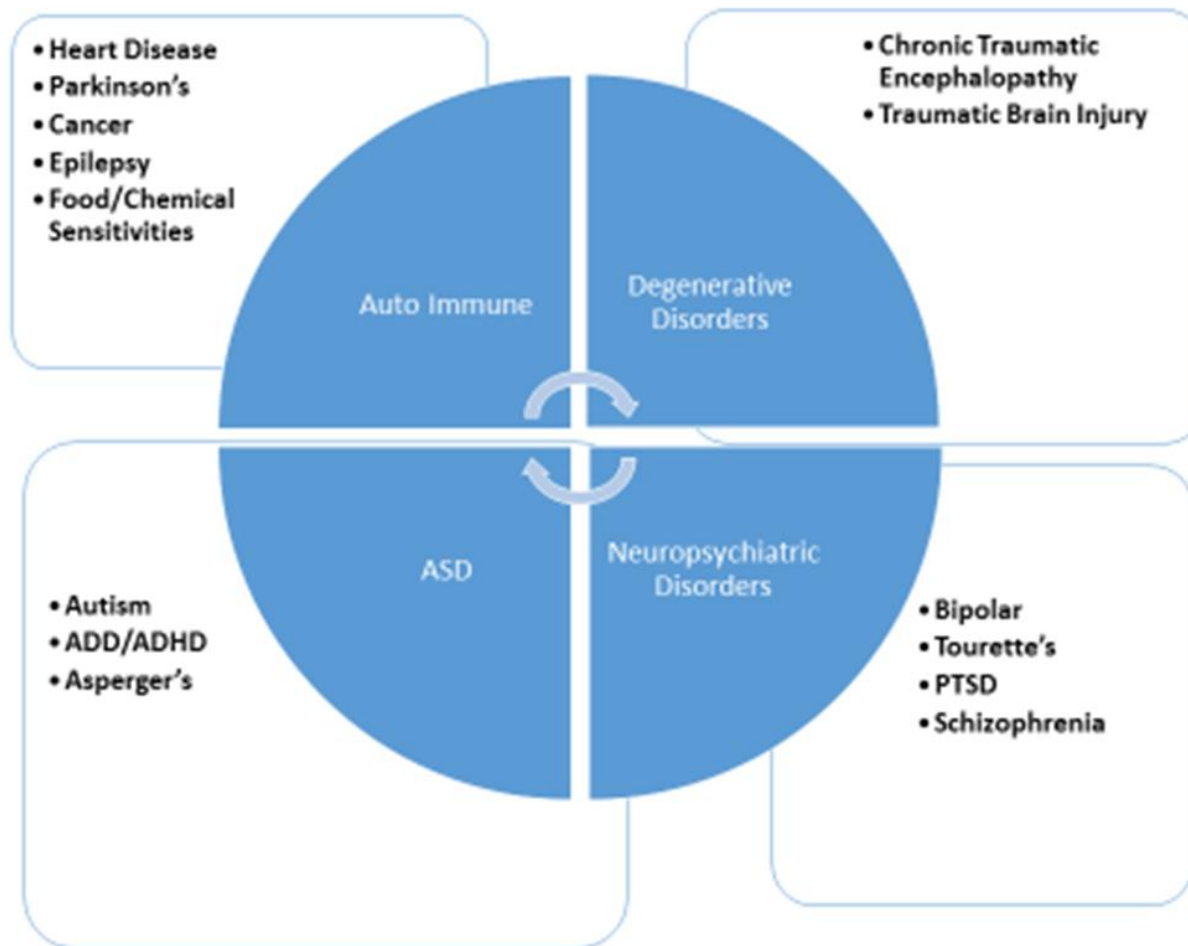 • Heart Disease
• Parkinson's
• Cancer
• Epilepsy
• Food/Chemical
Sensitivities
• Chronic Traumatic
Encephalopathy
• Traumatic Brain Injury
Auto Immune
Degenerative
Disorders
ASD
Neuropsychiatric
Disorders
• Autism
• ADD/ADHD
• Asperger's
• Bipolar
• Tourette's
• PTSD
• Schizophrenia